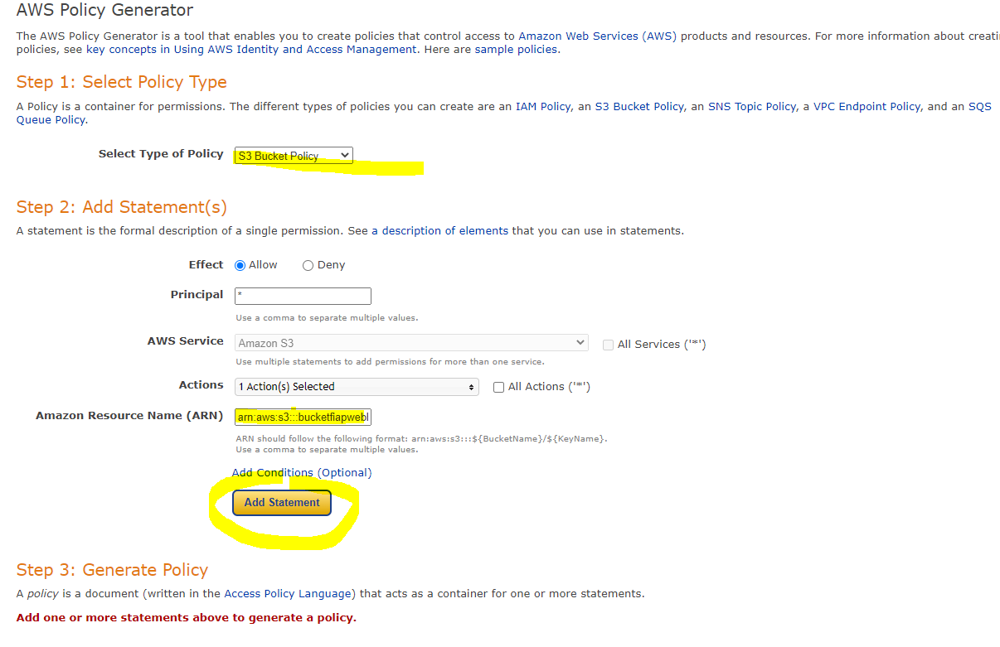 AWS Policy Generator
The AWS Policy Generator is a tool that enables you to create policies that control access to Amazon Web Services (AWS) products and resources. For more information about creati
policies, see key concepts in Using AWS Identity and Access Management. Here are sample policies.
Step 1: Select Policy Type
A Policy is a container for permissions. The different types of policies you can create are an IAM Policy, an S3 Bucket Policy, an SNS Topic Policy, a VPC Endpoint Policy, and an SQS
Queue Policy.
Select Type of Policy S3 Bucket Policy
Step 2: Add Statement(s)
A statement is the formal description of a single permission. See a description of elements that you can use in statements.
Effect Allow Deny
Principal *
Use a comma to separate multiple values.
AWS Service Amazon S3 All Services ('*')
Use multiple statements to add permissions for more than one service.
Actions 1 Action(s) Selected All Actions ('*')
Amazon Resource Name (ARN) arn:aws:s3:::bucketfiapwebl
ARN should follow the following format: arn:aws:s3:::${BucketName}/${KeyName}.
Use a comma to separate multiple values.
Add Conditions (Optional)
Add Statement
Step 3: Generate Policy
A policy is a document (written in the Access Policy Language) that acts as a container for one or more statements.
Add one or more statements above to generate a policy.